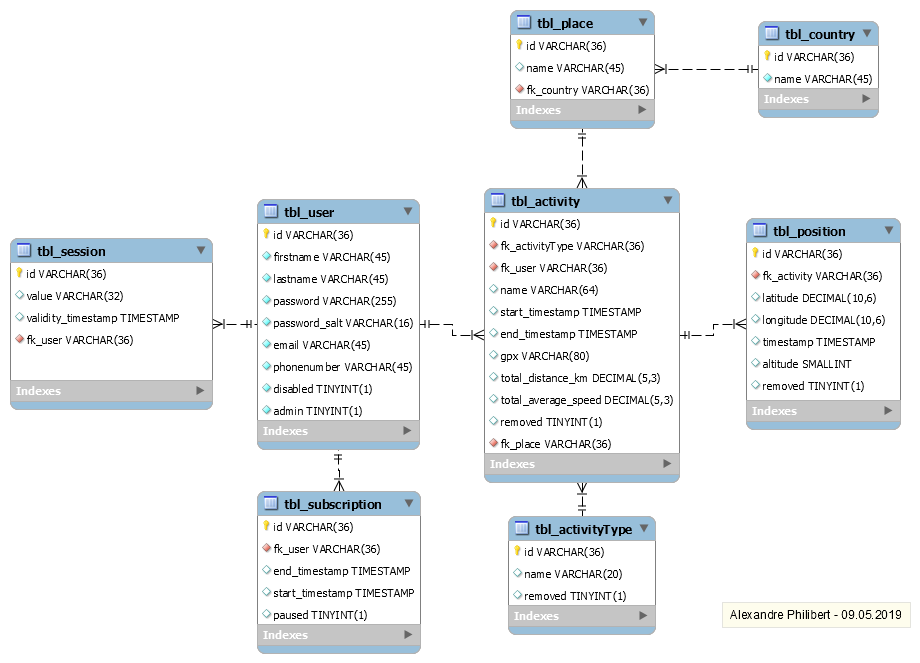 tbl_place
id VARCHAR(36)
name VARCHAR(45)
fk_country VARCHAR(36)
Indexes
tbl_country
id VARCHAR(36)
name VARCHAR(45)
Indexes
tbl_session
id VARCHAR(36)
value VARCHAR(32)
validity_timestamp TIMESTAMP
fk_user VARCHAR(36)
Indexes
tbl_user
id VARCHAR(36)
firstname VARCHAR(45)
lastname VARCHAR(45)
password VARCHAR(255)
password_salt VARCHAR(16)
email VARCHAR(45)
phonenumber VARCHAR(45)
disabled TINYINT(1)
admin TINYINT(1)
Indexes
tbl_activity
id VARCHAR(36)
fk_activityType VARCHAR(36)
fk_user VARCHAR(36)
name VARCHAR(64)
start_timestamp TIMESTAMP
end_timestamp TIMESTAMP
gpx VARCHAR(80)
total_distance_km DECIMAL(5,3)
total_average_speed DECIMAL(5,3)
removed TINYINT(1)
fk_place VARCHAR(36)
Indexes
tbl_position
id VARCHAR(36)
fk_activity VARCHAR(36)
latitude DECIMAL(10,6)
longitude DECIMAL(10,6)
timestamp TIMESTAMP
altitude SMALLINT
removed TINYINT(1)
Indexes
tbl_subscription
id VARCHAR(36)
fk_user VARCHAR(36)
end_timestamp TIMESTAMP
start_timestamp TIMESTAMP
paused TINYINT(1)
Indexes
tbl_activityType
id VARCHAR(36)
name VARCHAR(20)
removed TINYINT(1)
Indexes
Alexandre Philibert - 09.05.2019